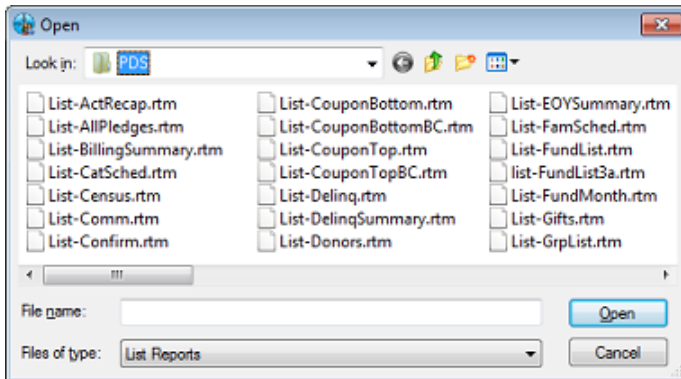 Open
Look in: PDS
List-ActRecap.rtm
List-AllPledges.rtm
List-BillingSummary.rtm
List-CatSched.rtm
List-Census.rtm
List-Comm.rtm
List-Confirm.rtm
List-CouponBottom.rtm
List-CouponBottomBC.rtm
List-CouponTop.rtm
List-CouponTopBC.rtm
List-Delinq.rtm
List-DelinqSummary.rtm
List-Donors.rtm
List-EOYSummary.rtm
List-FamSched.rtm
List-FundList.rtm
list-FundList3a.rtm
List-FundMonth.rtm
List-Gifts.rtm
List-GrpList.rtm
File name:
Open
Files of type: List Reports
Cancel